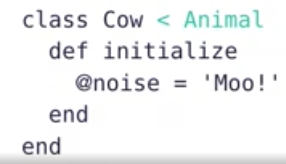 class Cow < Animal
  def initialize
    @noise = 'Moo!'
  end
end